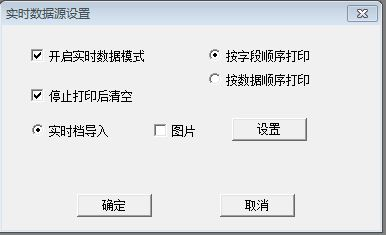 实时数据源设置
开启实时数据模式 按字段顺序打印
按数据顺序打印
停止打印后清空
实时档导入 图片 设置
确定 取消